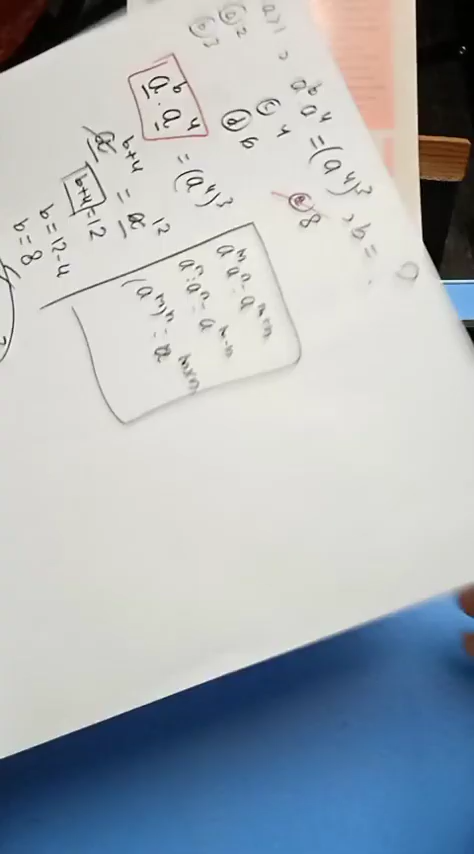 a>1, a^b a^4 = (a^4)^3, b = ?
ⓐ 2
ⓑ 3
ⓒ 4
ⓓ 6
ⓔ 8
a^b · a^4 = (a^4)^3
a^{b+4} = a^{12}
b+4 = 12
b = 12 - 4
b = 8
a^m a^n = a^{m+n}
a^m : a^n = a^{m-n}
(a^m)^n = a^{m×n}